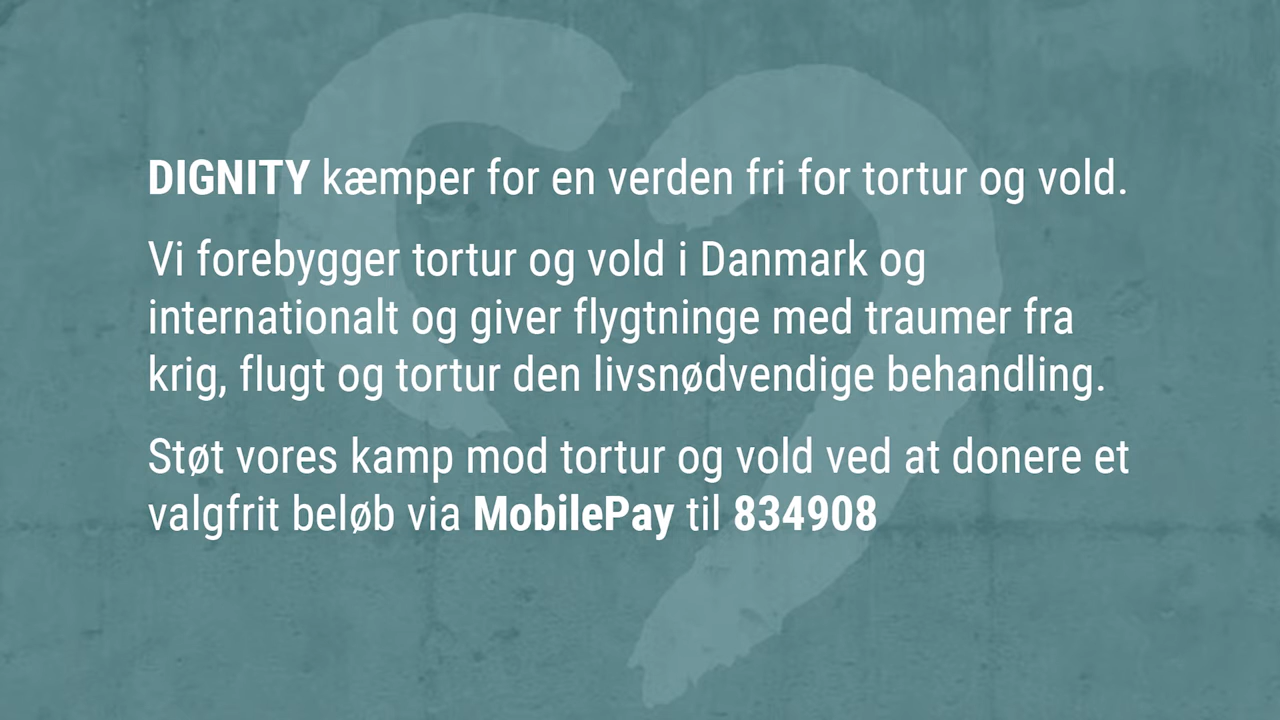 DIGNITY kæmper for en verden fri for tortur og vold.
Vi forebygger tortur og vold i Danmark og
internationalt og giver flygtninge med traumer fra
krig, flugt og tortur den livsnødvendige behandling.
Støt vores kamp mod tortur og vold ved at donere et
valgfrit beløb via MobilePay til 834908